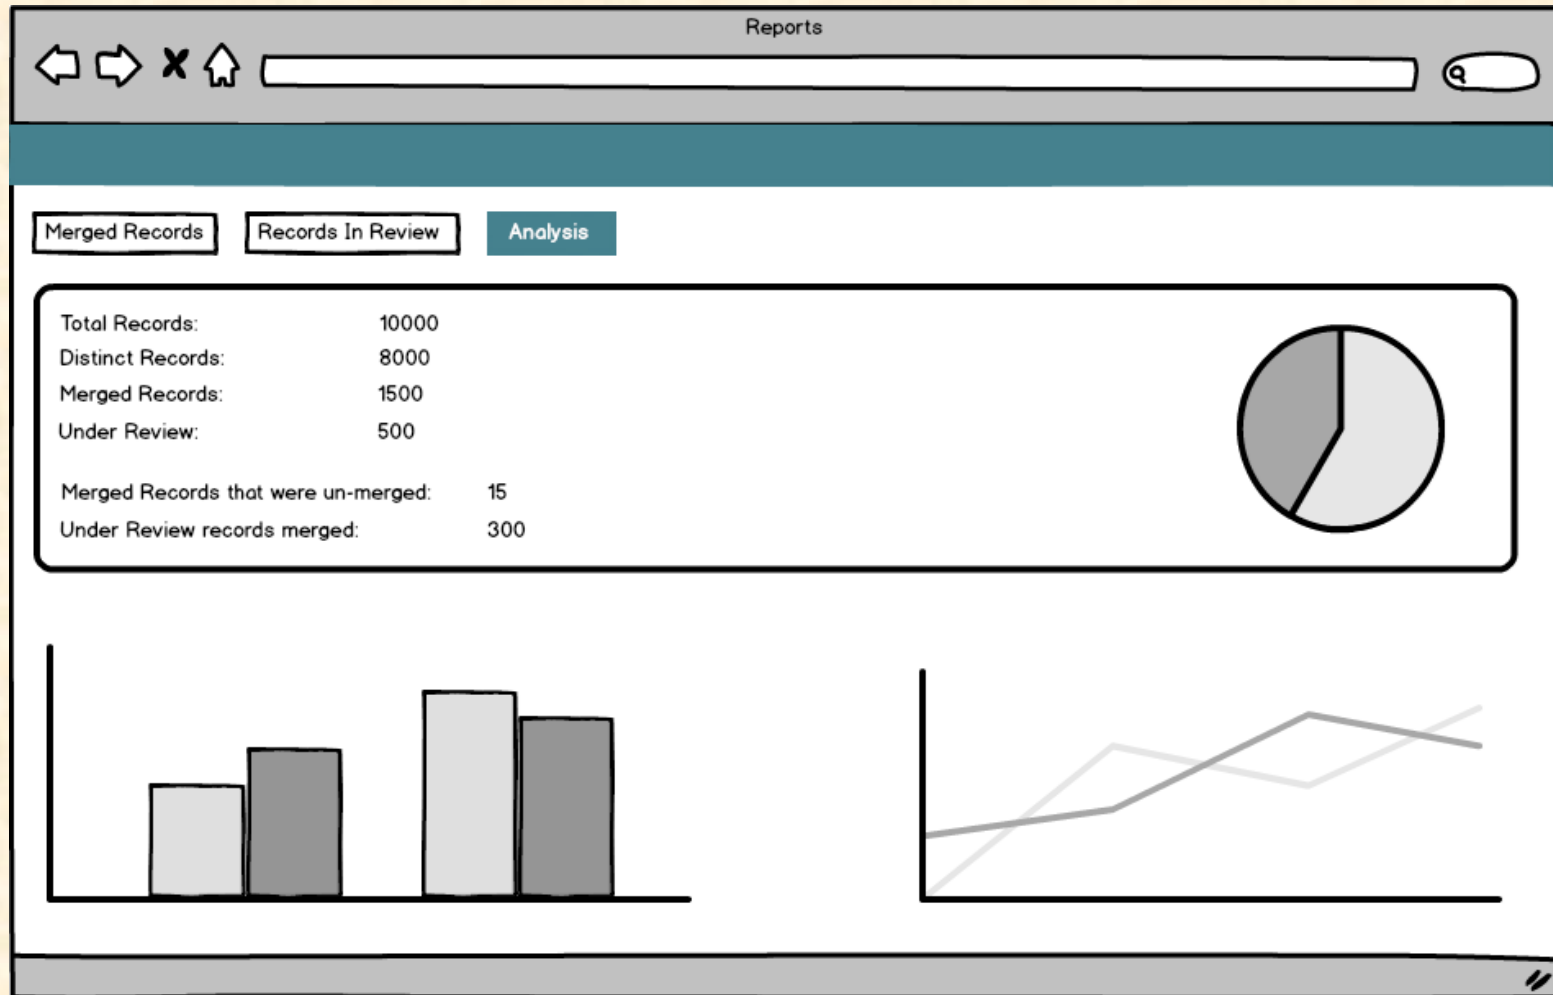 Reports
Merged Records
Records In Review
Analysis
Total Records: 10000
Distinct Records: 8000
Merged Records: 1500
Under Review: 500
Merged Records that were un-merged: 15
Under Review records merged: 300